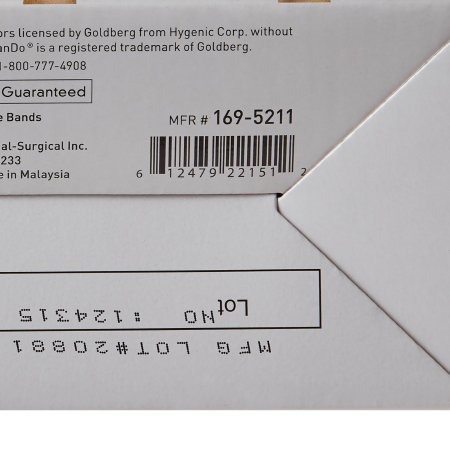 ors licensed by Goldberg from Hygenic Corp. without
anDo® is a registered trademark of Goldberg.
1-800-777-4908
Guaranteed
e Bands
MFR # 169-5211
al-Surgical Inc.
233
e in Malaysia
6 12479 22151 2
MFG LOT#20881
Lot NO :124315